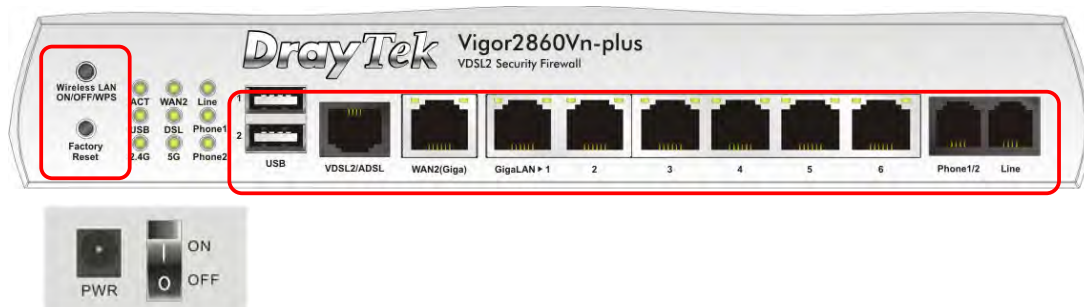 DrayTek
Vigor2860Vn-plus
VDSL2 Security Firewall
Wireless LAN
ON/OFF/WPS
Factory
Reset
ACT WAN2 Line
USB DSL Phone1
2.4G 5G Phone2
1
2
USB
VDSL2/ADSL
WAN2(Giga)
GigaLAN ▶ 1 2 3 4 5 6
Phone1/2 Line
PWR
ON
OFF
I
0